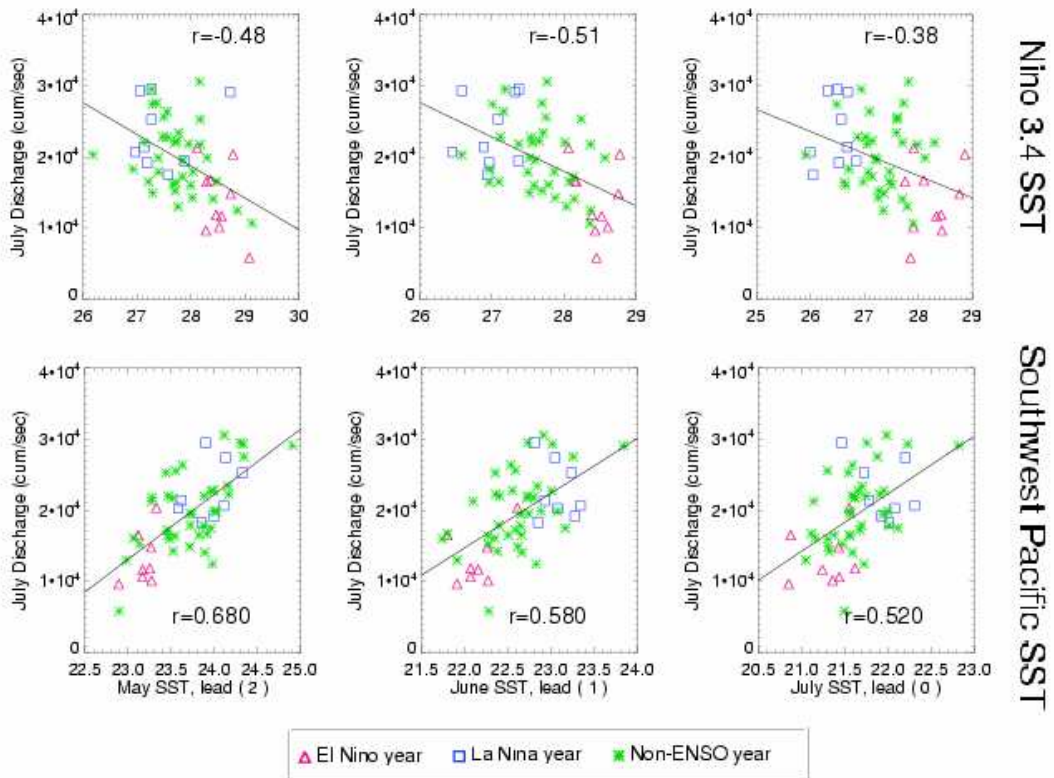 4•10⁴
3•10⁴
2•10⁴
1•10⁴
0
July Discharge (cum/sec)
r=-0.48
26 27 28 29 30
4•10⁴
3•10⁴
2•10⁴
1•10⁴
0
July Discharge (cum/sec)
r=-0.51
26 27 28 29
4•10⁴
3•10⁴
2•10⁴
1•10⁴
0
July Discharge (cum/sec)
r=-0.38
25 26 27 28 29
Nino 3.4 SST
4•10⁴
3•10⁴
2•10⁴
1•10⁴
0
July Discharge (cum/sec)
r=0.680
22.5 23.0 23.5 24.0 24.5 25.0
May SST, lead ( 2 )
4•10⁴
3•10⁴
2•10⁴
1•10⁴
0
July Discharge (cum/sec)
r=0.580
21.5 22.0 22.5 23.0 23.5 24.0
June SST, lead ( 1 )
4•10⁴
3•10⁴
2•10⁴
1•10⁴
0
July Discharge (cum/sec)
r=0.520
20.5 21.0 21.5 22.0 22.5 23.0
July SST, lead ( 0 )
Southwest Pacific SST
El Nino year La Nina year Non-ENSO year